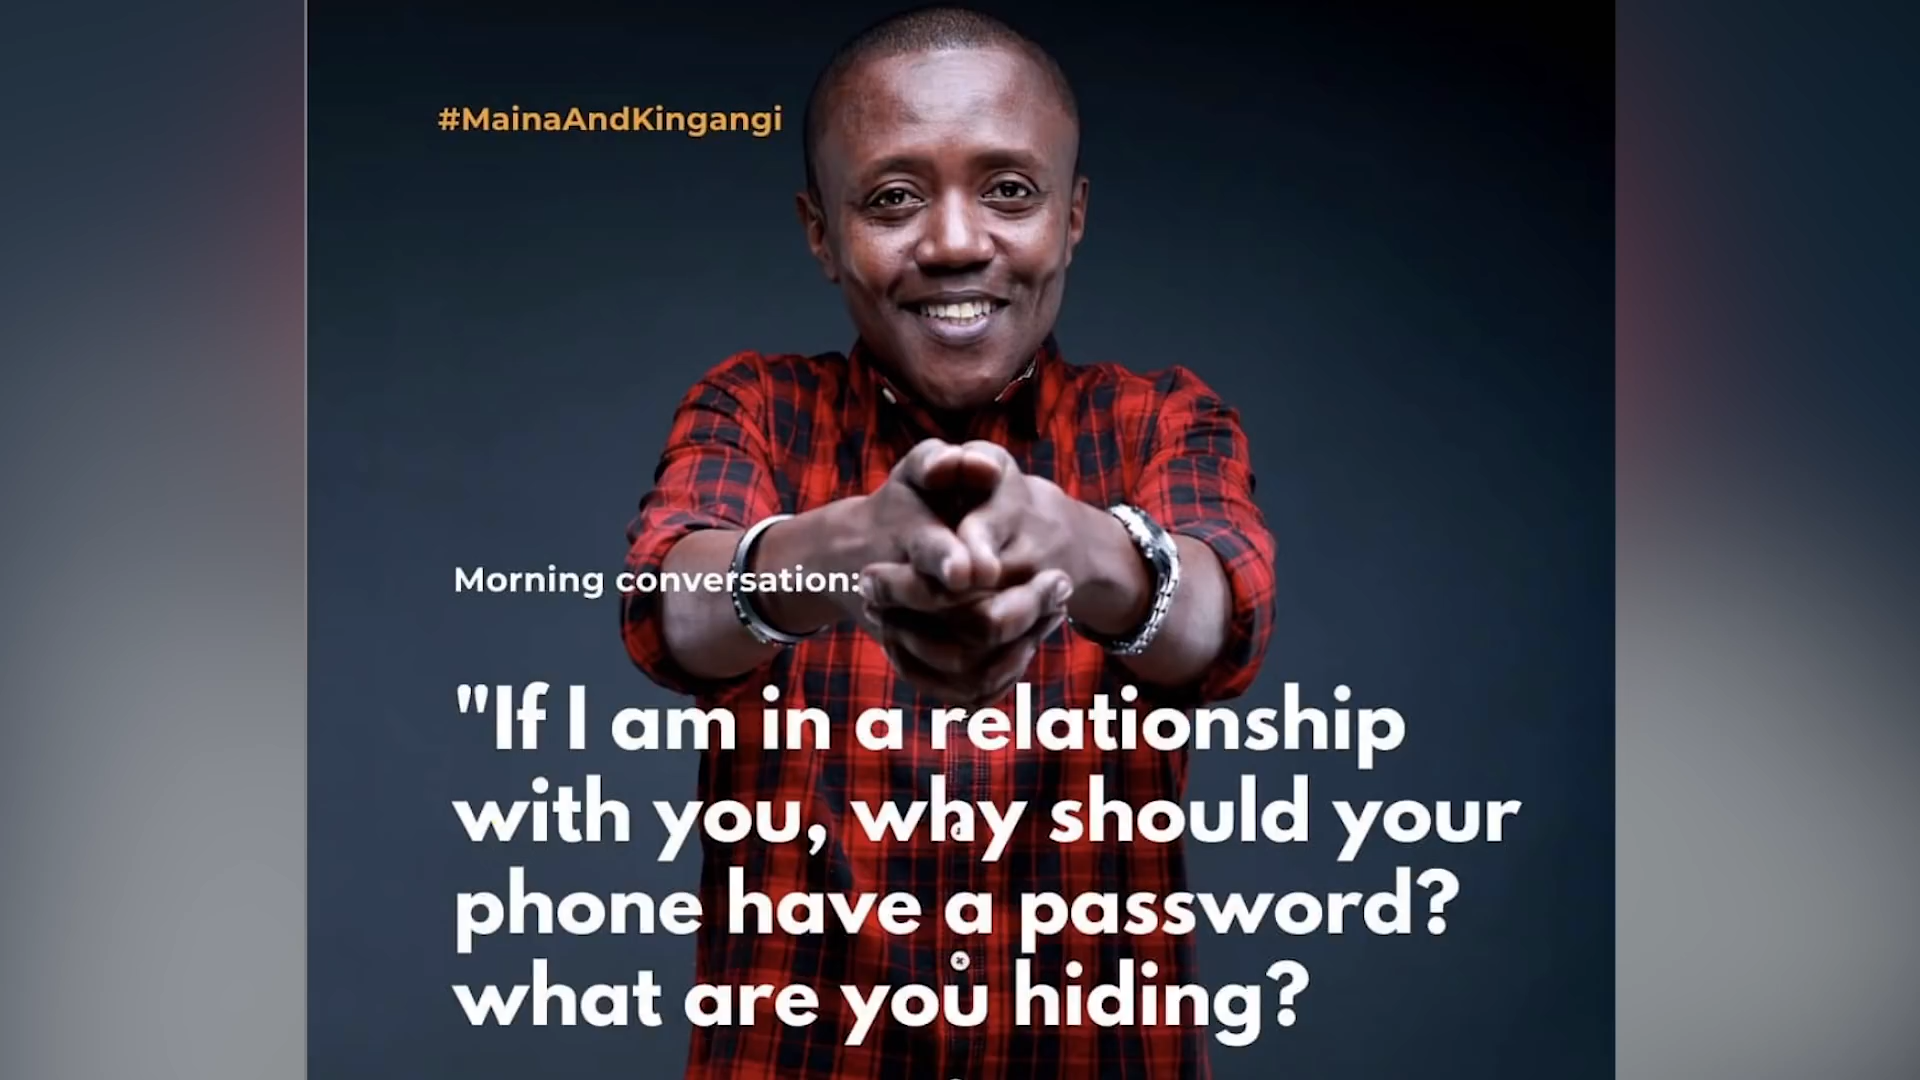 #MainaAndKingangi
Morning conversation:
"If I am in a relationship
with you, why should your
phone have a password?
what are you hiding?